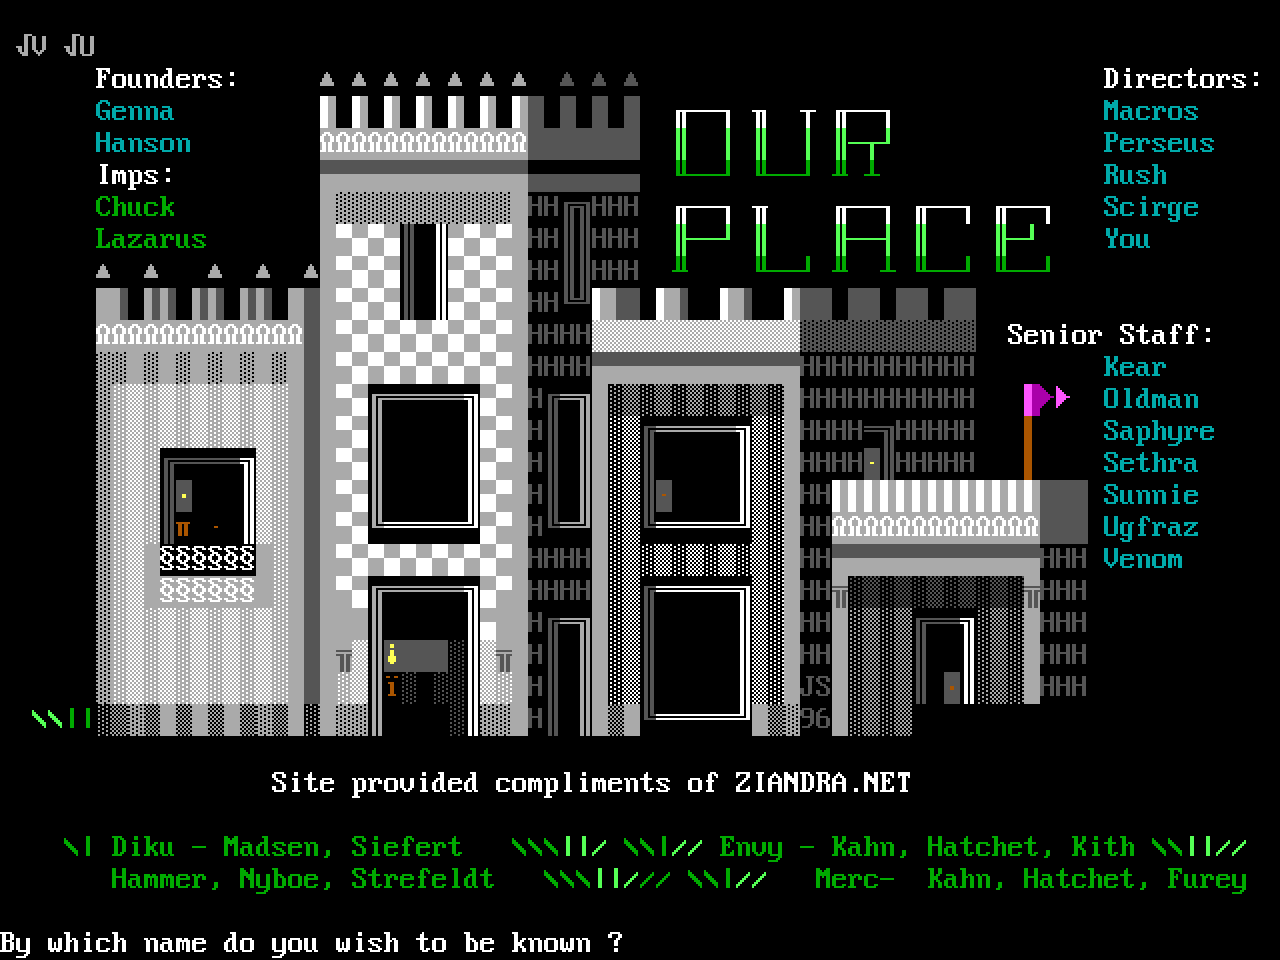 Founders:
Genna
Hanson
Imps:
Chuck
Lazarus
OUR
PLACE
Directors:
Macros
Perseus
Rush
Scirge
You
Senior Staff:
Kear
Oldman
Saphyre
Sethra
Sunnie
Ugfraz
Venom
JS
96
Site provided compliments of ZIANDRA.NET
Diku - Madsen, Siefert
Envy - Kahn, Hatchet, Kith
Hammer, Nyboe, Strefeldt
Merc- Kahn, Hatchet, Furey
By which name do you wish to be known ?